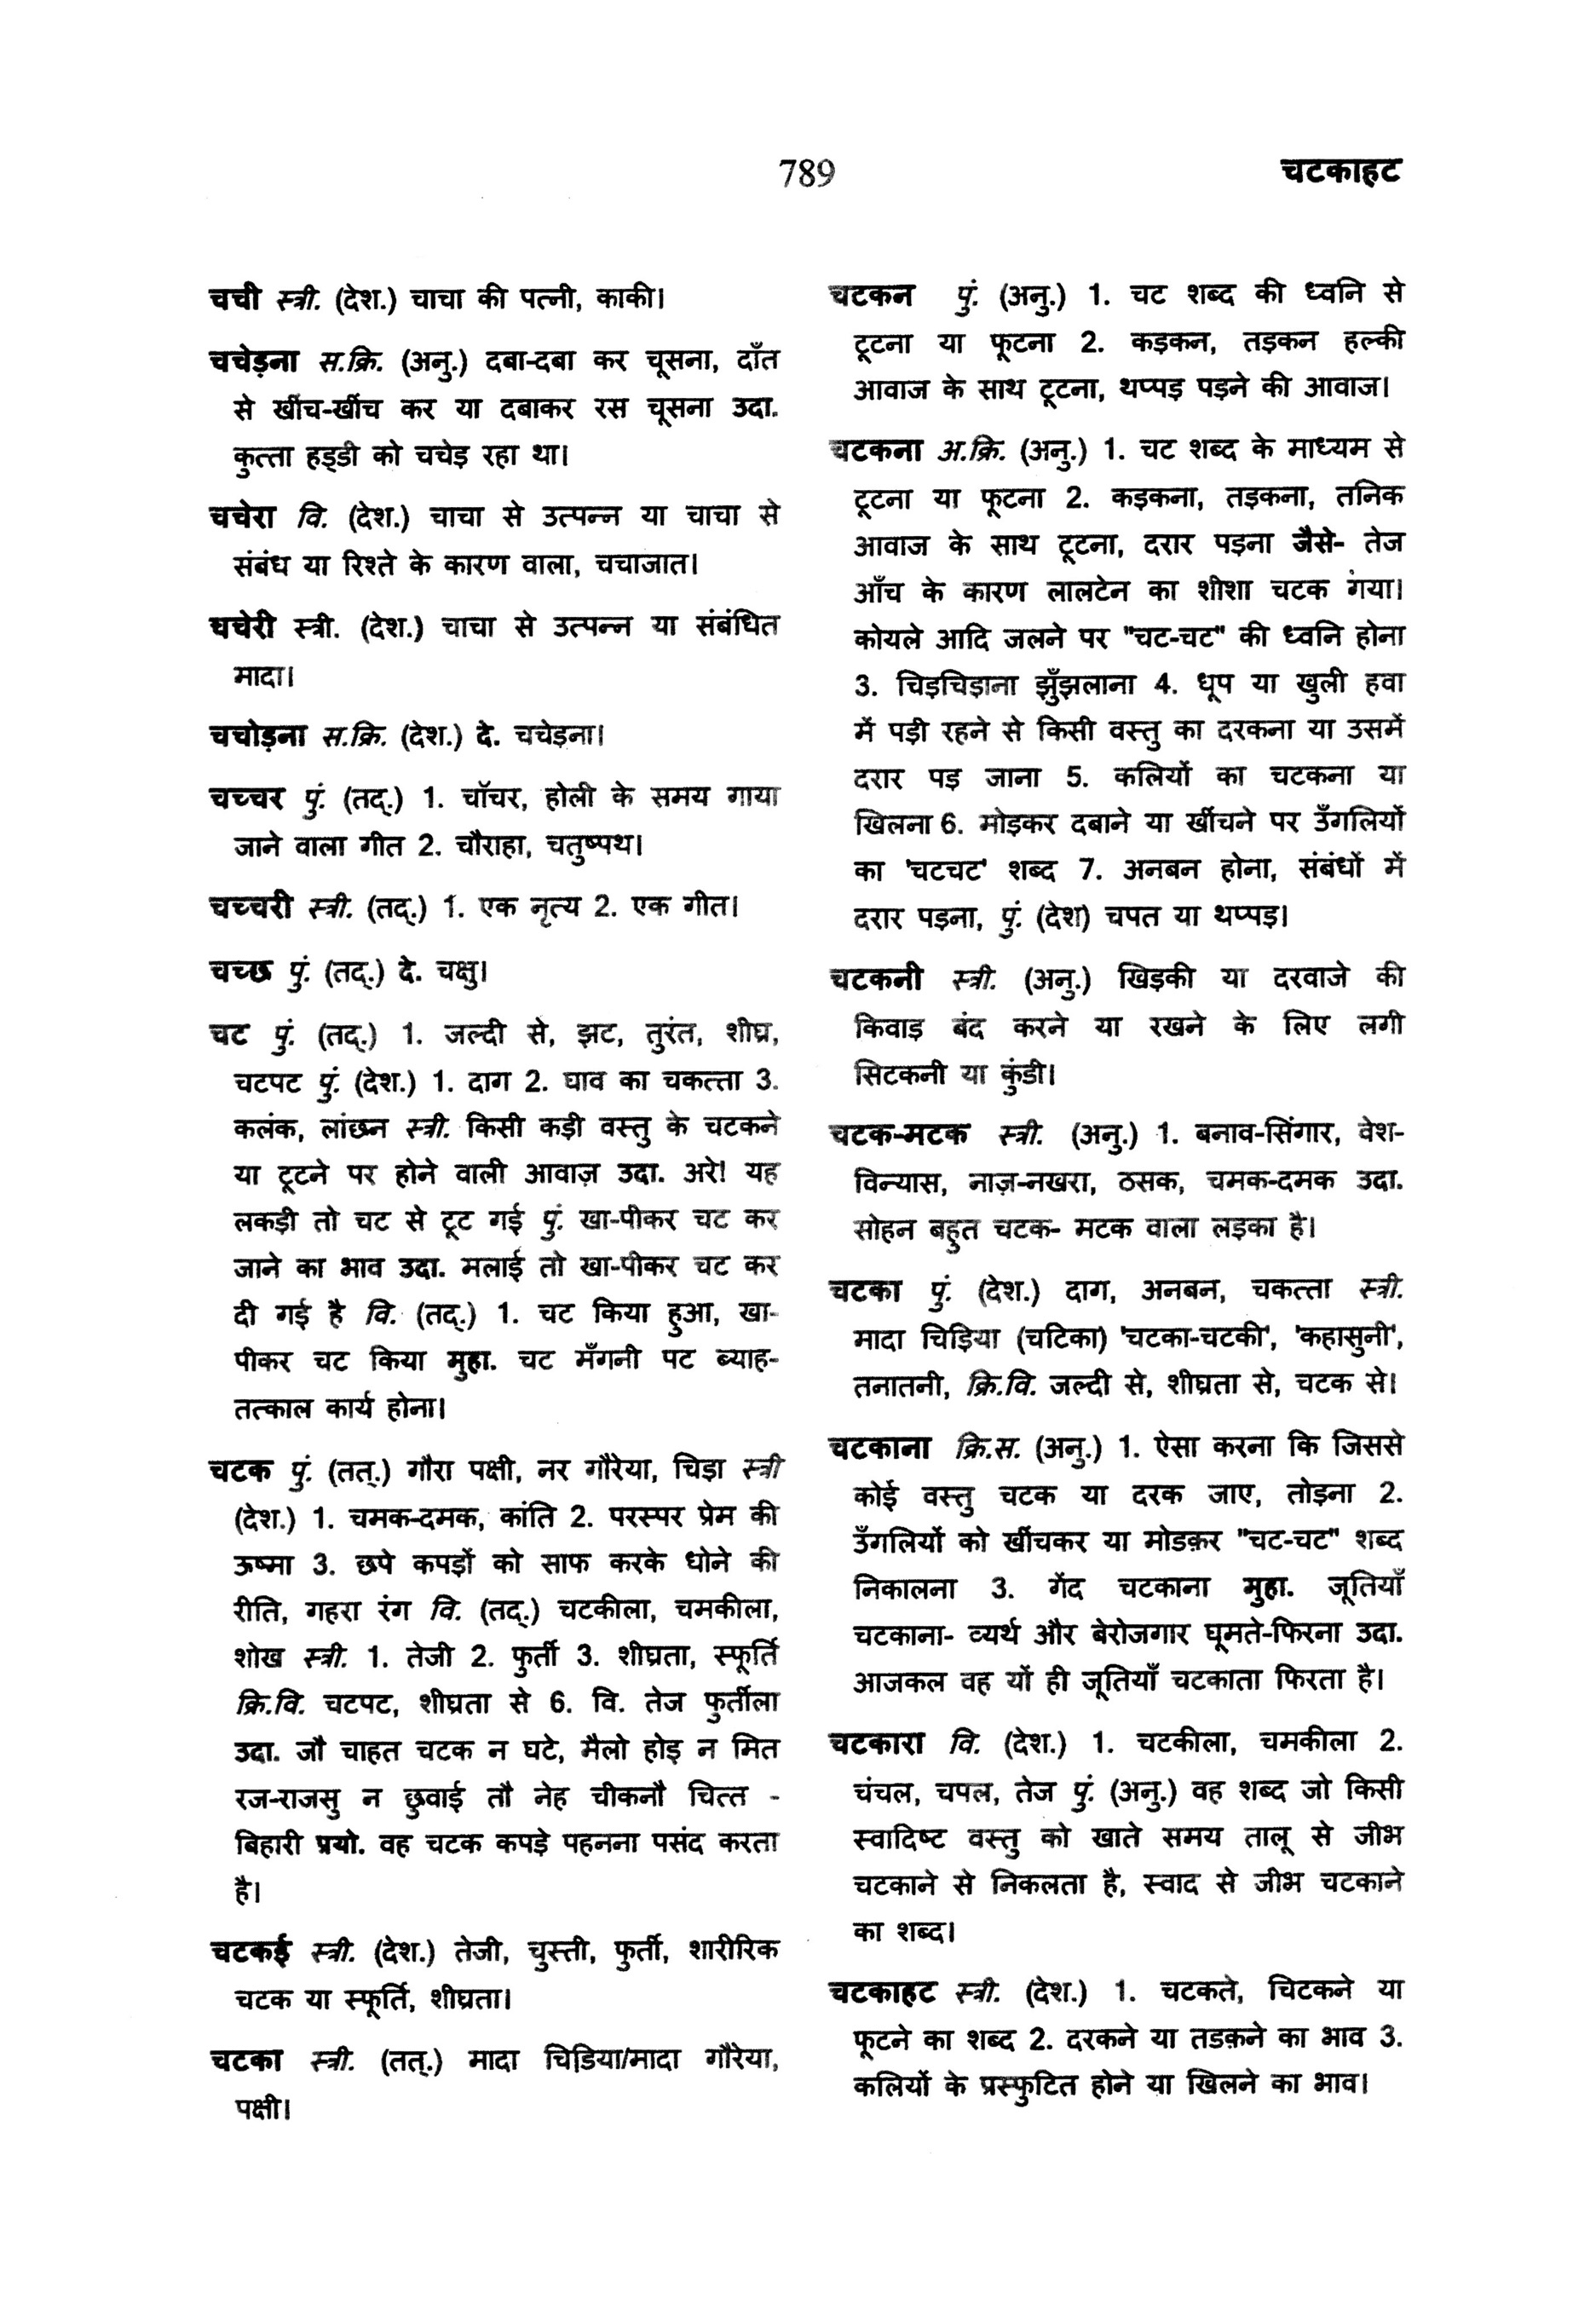 789
चटकाहट
चची स्त्री. (देश.) चाचा की पत्नी, काकी।
चचेड़ना स.क्रि. (अनु.) दबा-दबा कर चूसना, दाँत
से खींच-खींच कर या दबाकर रस चूसना उदा.
कुत्ता हड्डी को चचेड़ रहा था।
चचेरा वि. (देश.) चाचा से उत्पन्न या चाचा से
संबंध या रिश्ते के कारण वाला, चचाजात।
घचेरी स्त्री. (देश.) चाचा से उत्पन्न या संबंधित
मादा।
चचोड़ना स.क्रि. (देश.) दे. चचेड़ना।
चच्चर पुं. (तद्.) 1. चॉचर, होली के समय गाया
जाने वाला गीत 2. चौराहा, चतुष्पथ।
चच्चरी स्त्री. (तद्.) 1. एक नृत्य 2. एक गीत।
चच्छ पुं. (तद्.) दे. चक्षु।
चट पुं. (तद्.) 1. जल्दी से, झट, तुरंत, शीघ्र,
चटपट पुं. (देश.) 1. दाग 2. घाव का चकत्ता 3.
कलंक, लांछन स्त्री. किसी कड़ी वस्तु के चटकने
या टूटने पर होने वाली आवाज़ उदा. अरे! यह
लकड़ी तो चट से टूट गई पुं. खा-पीकर चट कर
जाने का भाव उदा. मलाई तो खा-पीकर चट कर
दी गई है वि. (तद्.) 1. चट किया हुआ, खा-
पीकर चट किया मुहा. चट मँगनी पट ब्याह-
तत्काल कार्य होना।
चटक पुं. (तत्.) गौरा पक्षी, नर गौरेया, चिड़ा स्त्री
(देश.) 1. चमक-दमक, कांति 2. परस्पर प्रेम की
ऊष्मा 3. छपे कपड़ों को साफ करके धोने की
रीति, गहरा रंग वि. (तद्.) चटकीला, चमकीला,
शोख स्त्री. 1. तेजी 2. फुर्ती 3. शीघ्रता, स्फूर्ति
क्रि.वि. चटपट, शीघ्रता से 6. वि. तेज फुर्तीला
उदा. जौ चाहत चटक न घटे, मैलो होइ न मित
रज-राजसु न छुवाई तौ नेह चीकनौ चित्त -
बिहारी प्रयो. वह चटक कपड़े पहनना पसंद करता
है।
चटकई स्त्री. (देश.) तेजी, चुस्ती, फुर्ती, शारीरिक
चटक या स्फूर्ति, शीघ्रता।
चटका स्त्री. (तत्.) मादा चिडिया/मादा गौरेया,
पक्षी।
चटकन पुं. (अनु.) 1. चट शब्द की ध्वनि से
टूटना या फूटना 2. कड़कन, तड़कन हल्की
आवाज के साथ टूटना, थप्पड़ पड़ने की आवाज।
चटकना अ.क्रि. (अनु.) 1. चट शब्द के माध्यम से
टूटना या फूटना 2. कड़कना, तड़कना, तनिक
आवाज के साथ टूटना, दरार पड़ना जैसे- तेज
आँच के कारण लालटेन का शीशा चटक गया।
कोयले आदि जलने पर "चट-चट" की ध्वनि होना
3. चिड़चिड़ाना झुँझलाना 4. धूप या खुली हवा
में पड़ी रहने से किसी वस्तु का दरकना या उसमें
दरार पड़ जाना 5. कलियों का चटकना या
खिलना 6. मोड़कर दबाने या खींचने पर उँगलियों
का 'चटचट' शब्द 7. अनबन होना, संबंधों में
दरार पड़ना, पुं. (देश) चपत या थप्पड़।
चटकनी स्त्री. (अनु.) खिड़की या दरवाजे की
किवाड़ बंद करने या रखने के लिए लगी
सिटकनी या कुंडी।
चटक-मटक स्त्री. (अनु.) 1. बनाव-सिंगार, वेश-
विन्यास, नाज़-नखरा, ठसक, चमक-दमक उदा.
सोहन बहुत चटक- मटक वाला लड़का है।
चटका पुं. (देश.) दाग, अनबन, चकत्ता स्त्री.
मादा चिड़िया (चटिका) 'चटका-चटकी', 'कहासुनी',
तनातनी, क्रि.वि. जल्दी से, शीघ्रता से, चटक से।
चटकाना क्रि.स. (अनु.) 1. ऐसा करना कि जिससे
कोई वस्तु चटक या दरक जाए, तोड़ना 2.
उँगलियों को खींचकर या मोडक़र "चट-चट" शब्द
निकालना 3. गेंद चटकाना मुहा. जूतियाँ
चटकाना- व्यर्थ और बेरोजगार घूमते-फिरना उदा.
आजकल वह यों ही जूतियाँ चटकाता फिरता है।
चटकारा वि. (देश.) 1. चटकीला, चमकीला 2.
चंचल, चपल, तेज पुं. (अनु.) वह शब्द जो किसी
स्वादिष्ट वस्तु को खाते समय तालू से जीभ
चटकाने से निकलता है, स्वाद से जीभ चटकाने
का शब्द।
चटकाहट स्त्री. (देश.) 1. चटकते, चिटकने या
फूटने का शब्द 2. दरकने या तडक़ने का भाव 3.
कलियों के प्रस्फुटित होने या खिलने का भाव।